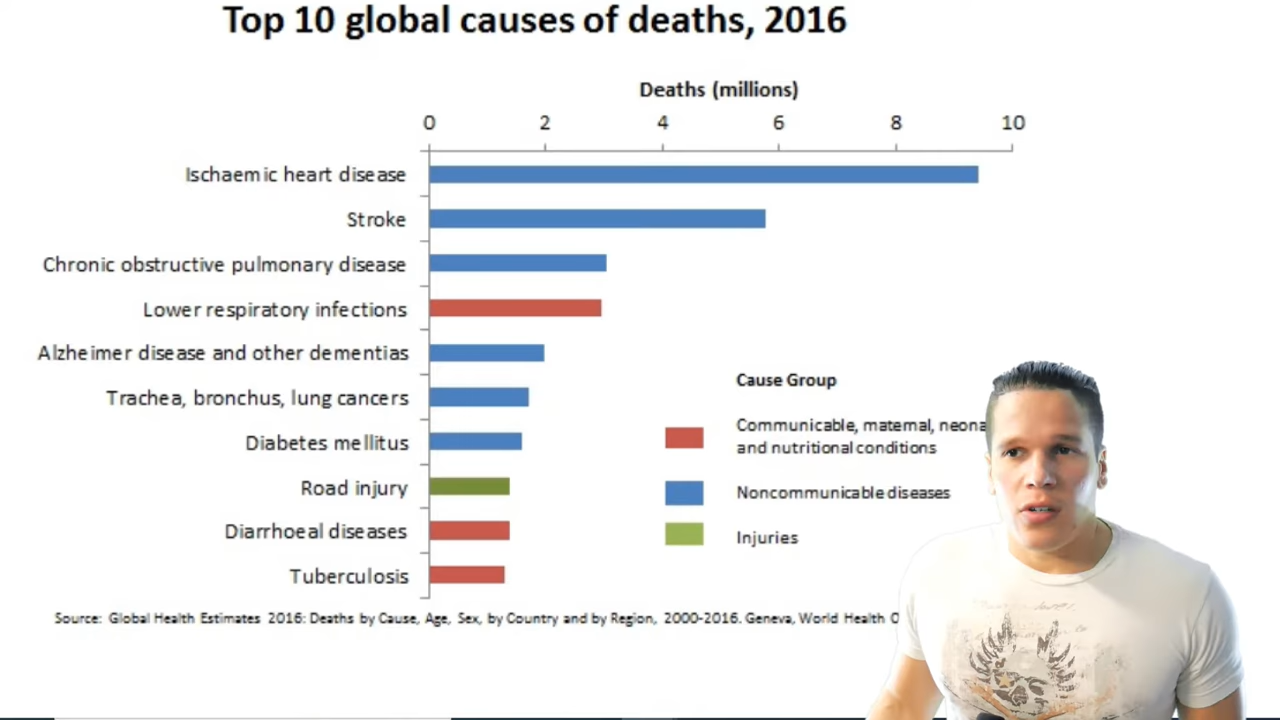 Top 10 global causes of deaths, 2016
Deaths (millions)
0 2 4 6 8 10
Ischaemic heart disease
Stroke
Chronic obstructive pulmonary disease
Lower respiratory infections
Alzheimer disease and other dementias
Trachea, bronchus, lung cancers
Diabetes mellitus
Road injury
Diarrhoeal diseases
Tuberculosis
Cause Group
Communicable, maternal, neona
and nutritional conditions
Noncommunicable diseases
Injuries
Source: Global Health Estimates 2016: Deaths by Cause, Age, Sex, by Country and by Region, 2000-2016. Geneva, World Health